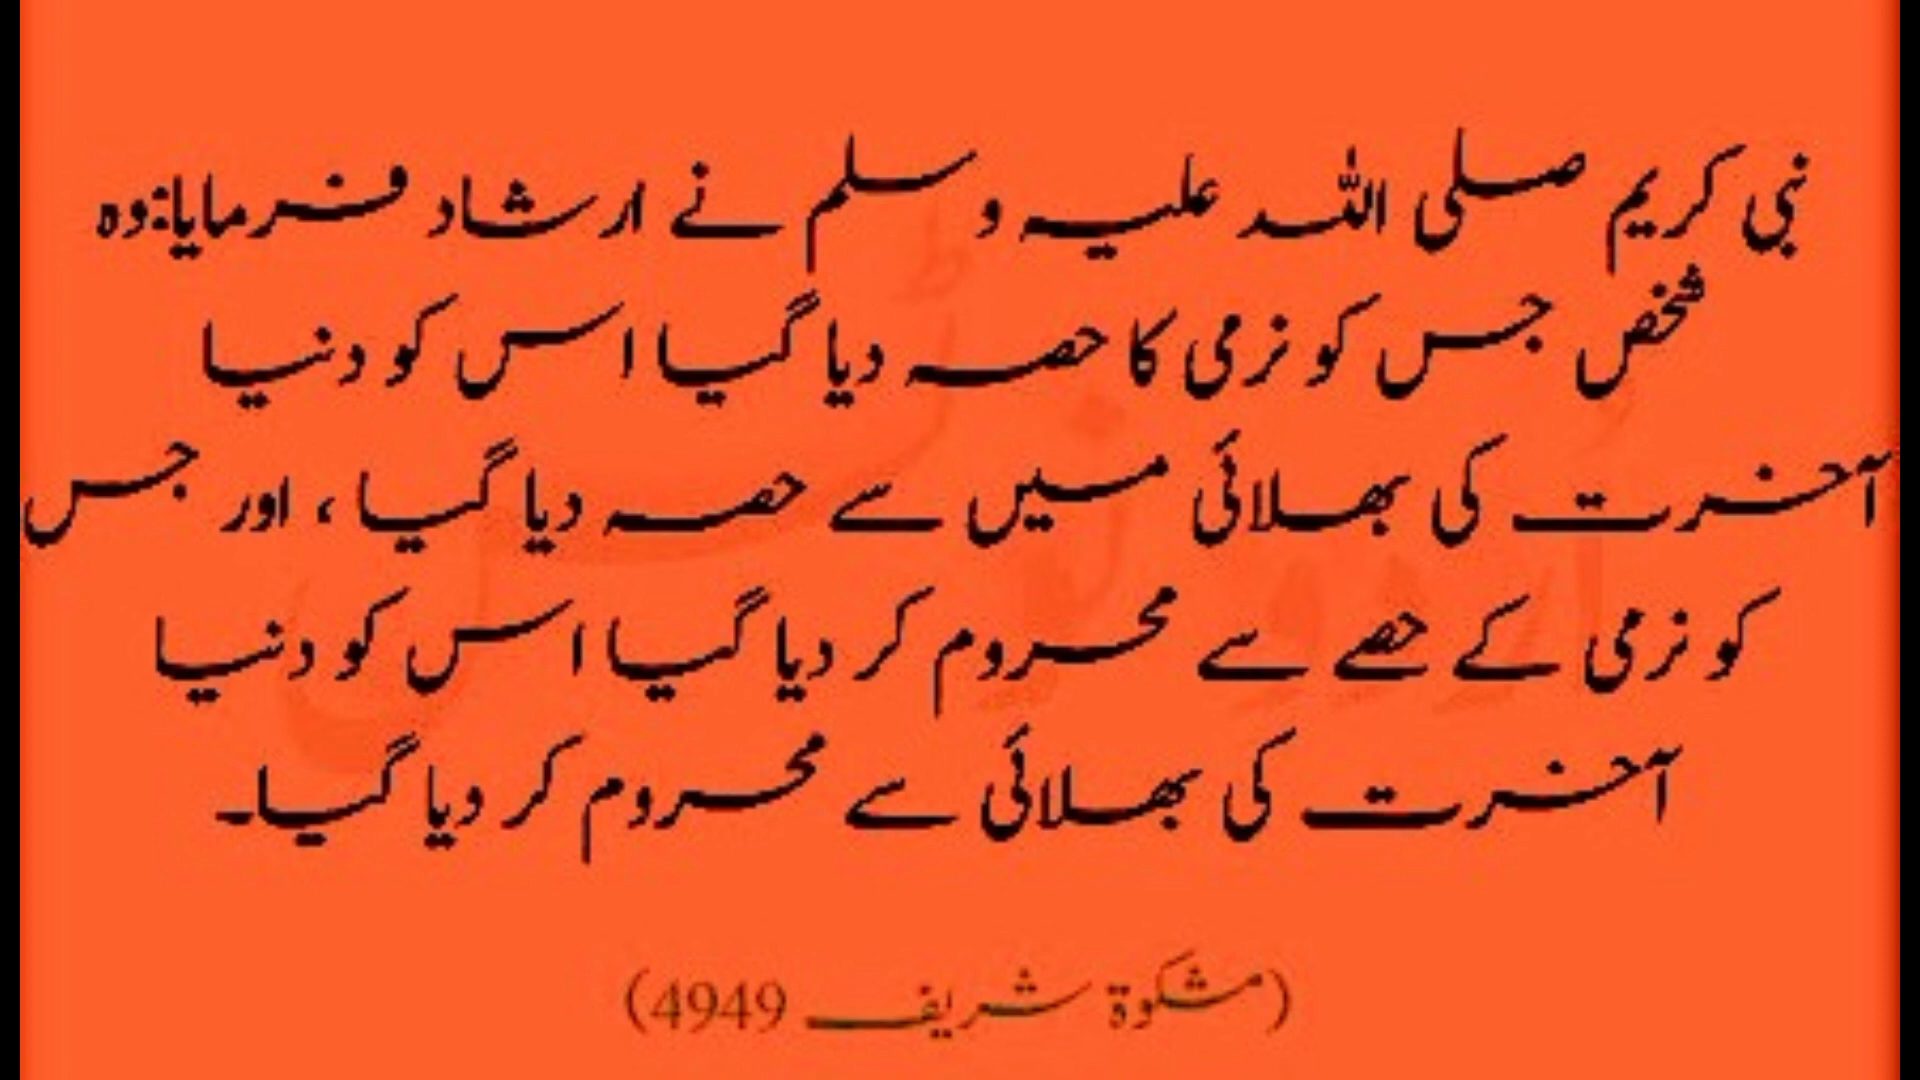 نبی کریم صلی اللہ علیہ وسلم نے ارشاد فرمایا:وہ
شخص جس کو نرمی کا حصہ دیا گیا اس کو دنیا
آخرت کی بھلائی میں سے حصہ دیا گیا ، اور جس
کو نرمی کے حصے سے محروم کر دیا گیا اس کو دنیا
آخرت کی بھلائی سے محروم کر دیا گیا۔
(مشکوۃ شریف 4949)